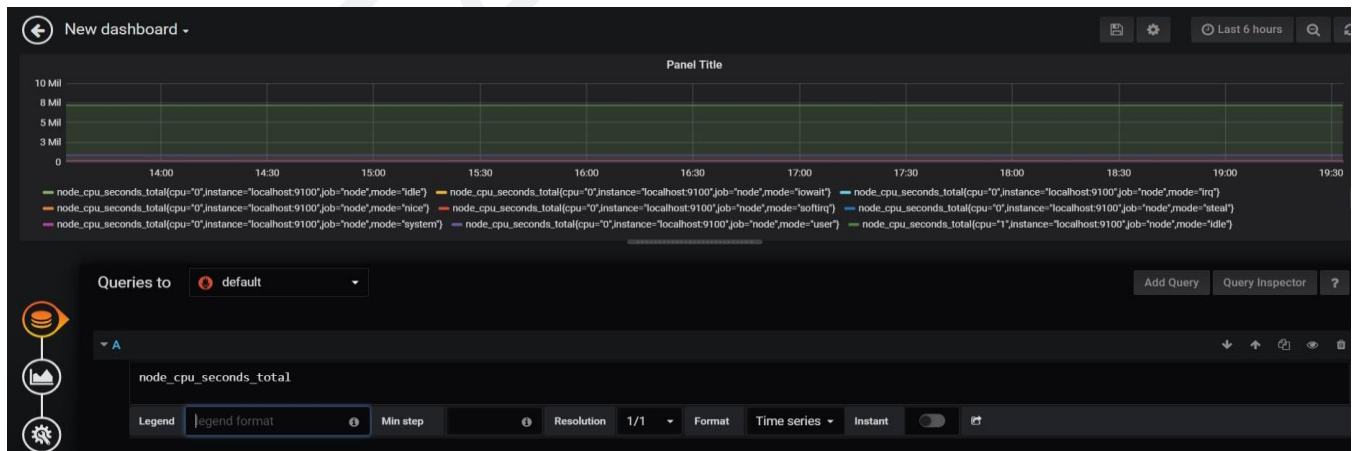 New dashboard
Last 6 hours
Panel Title
10 Mil
8 Mil
5 Mil
3 Mil
0
14:00 14:30 15:00 15:30 16:00 16:30 17:00 17:30 18:00 18:30 19:00 19:30
node_cpu_seconds_total{cpu="0",instance="localhost:9100",job="node",mode="idle"} node_cpu_seconds_total{cpu="0",instance="localhost:9100",job="node",mode="iowait"} node_cpu_seconds_total{cpu="0",instance="localhost:9100",job="node",mode="irq"}
node_cpu_seconds_total{cpu="0",instance="localhost:9100",job="node",mode="nice"} node_cpu_seconds_total{cpu="0",instance="localhost:9100",job="node",mode="softirq"} node_cpu_seconds_total{cpu="0",instance="localhost:9100",job="node",mode="steal"}
node_cpu_seconds_total{cpu="0",instance="localhost:9100",job="node",mode="system"} node_cpu_seconds_total{cpu="0",instance="localhost:9100",job="node",mode="user"} node_cpu_seconds_total{cpu="1",instance="localhost:9100",job="node",mode="idle"}
Queries to default Add Query Query Inspector ?
A
node_cpu_seconds_total
Legend legend format Min step Resolution 1/1 Format Time series Instant